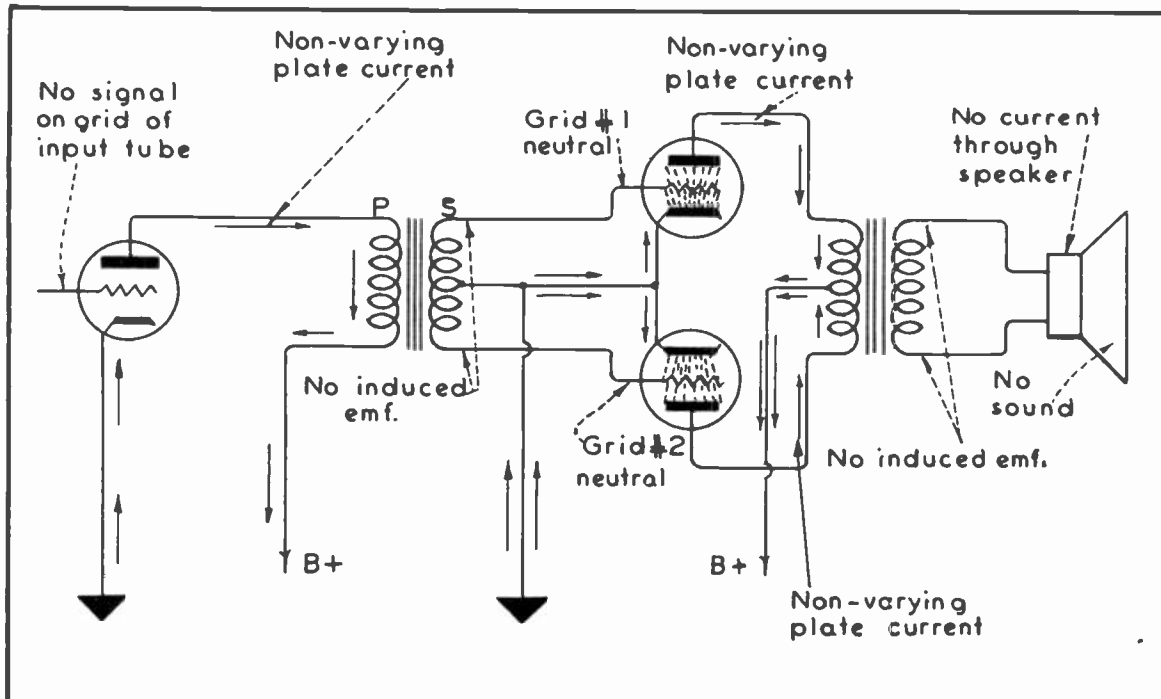 Non-varying
plate current
No signal
on grid of
input tube
Non-varying
plate current
Grid #1
neutral
No current
through
speaker
P
S
No induced
emf.
Grid #2
neutral
No
sound
No induced emf.
B+
B+
Non-varying
plate current